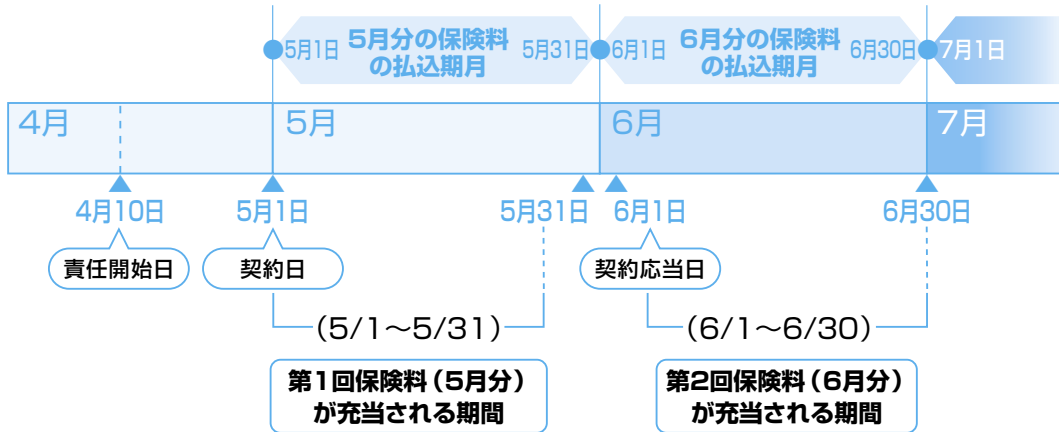 5月1日 5月分の保険料の払込期月 5月31日
6月1日 6月分の保険料の払込期月 6月30日
7月1日
4月 5月 6月 7月
4月10日 5月1日 5月31日 6月1日 6月30日
責任開始日 契約日 契約応当日
(5/1～5/31) (6/1～6/30)
第1回保険料(5月分)
が充当される期間
第2回保険料(6月分)
が充当される期間